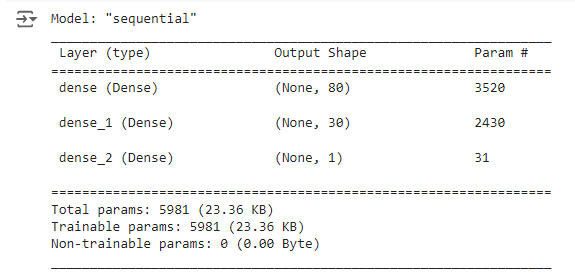 Model: "sequential"
Layer (type) Output Shape Param #
=================================================================
dense (Dense) (None, 80) 3520
dense_1 (Dense) (None, 30) 2430
dense_2 (Dense) (None, 1) 31
=================================================================
Total params: 5981 (23.36 KB)
Trainable params: 5981 (23.36 KB)
Non-trainable params: 0 (0.00 Byte)